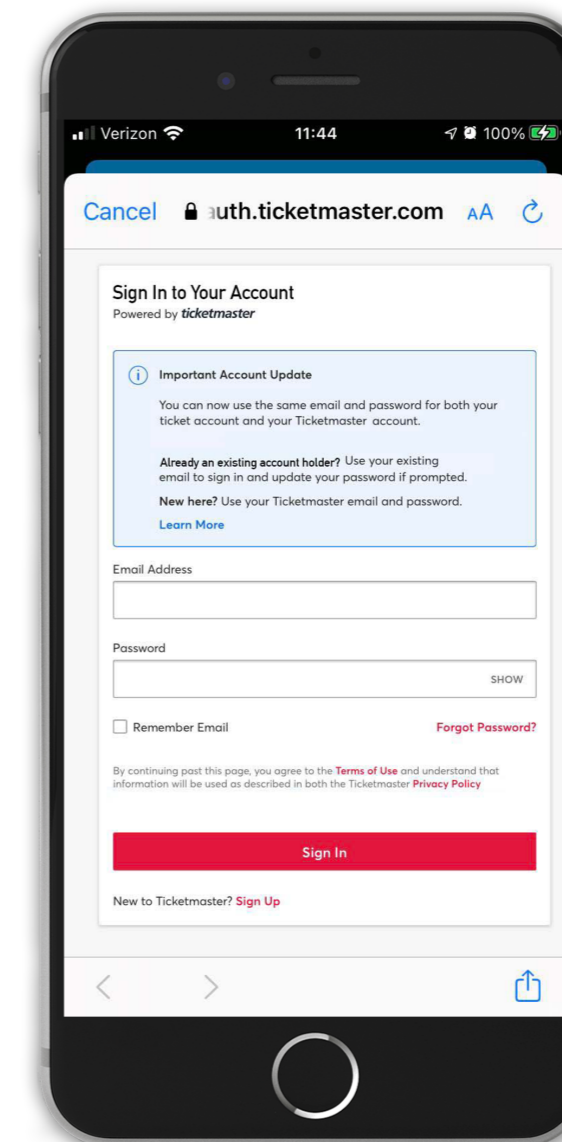 Verizon 11:44 100%
Cancel auth.ticketmaster.com AA
Sign In to Your Account
Powered by ticketmaster
Important Account Update
You can now use the same email and password for both your
ticket account and your Ticketmaster account.
Already an existing account holder? Use your existing
email to sign in and update your password if prompted.
New here? Use your Ticketmaster email and password.
Learn More
Email Address
Password
SHOW
Remember Email Forgot Password?
By continuing past this page, you agree to the Terms of Use and understand that
information will be used as described in both the Ticketmaster Privacy Policy
Sign In
New to Ticketmaster? Sign Up